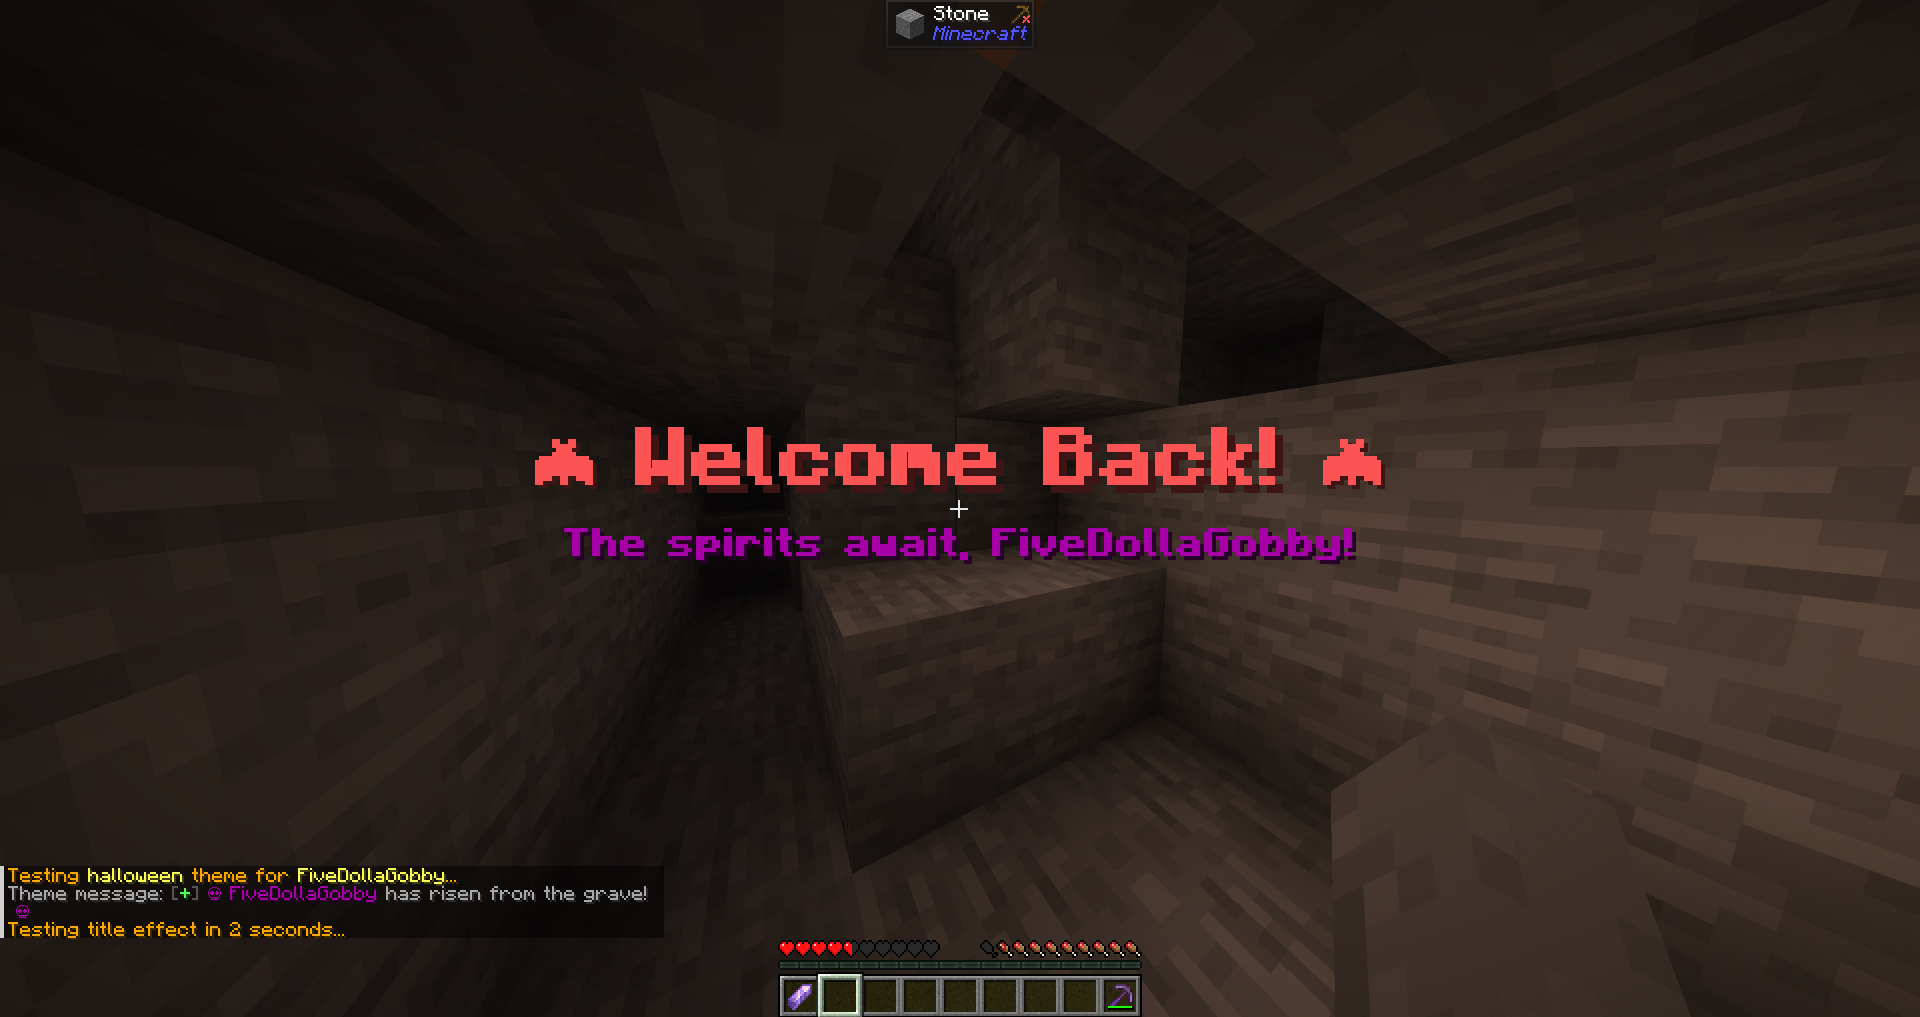 Stone
Minecraft
Welcome Back!
The spirits await, FiveDollaGobby!
Testing halloween theme for FiveDollaGobby...
Theme message: [+] ☠ FiveDollaGobby has risen from the grave!
☠
Testing title effect in 2 seconds...